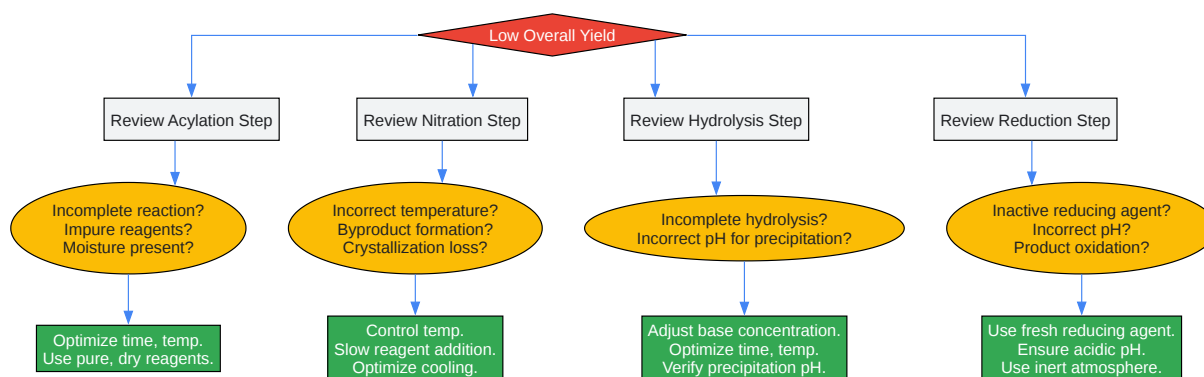 Low Overall Yield
Review Acylation Step
Review Nitration Step
Review Hydrolysis Step
Review Reduction Step
Incomplete reaction?
Impure reagents?
Moisture present?
Incorrect temperature?
Byproduct formation?
Crystallization loss?
Incomplete hydrolysis?
Incorrect pH for precipitation?
Inactive reducing agent?
Incorrect pH?
Product oxidation?
Optimize time, temp.
Use pure, dry reagents.
Control temp.
Slow reagent addition.
Optimize cooling.
Adjust base concentration.
Optimize time, temp.
Verify precipitation pH.
Use fresh reducing agent.
Ensure acidic pH.
Use inert atmosphere.